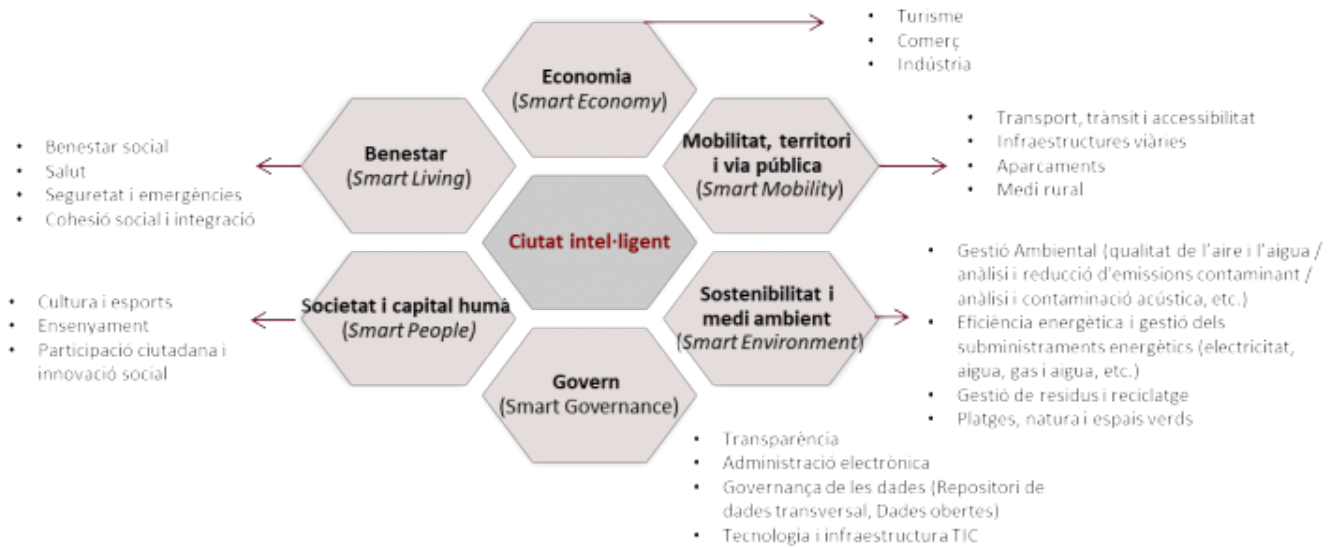 • Turisme
• Comerç
• Indústria
Economia
(Smart Economy)
Mobilitat, territori
i via pública
(Smart Mobility)
• Transport, trànsit i accessibilitat
• Infraestructures viàries
• Aparcaments
• Medi rural
Benestar
(Smart Living)
• Benestar social
• Salut
• Seguretat i emergències
• Cohesió social i integració
Ciutat intel·ligent
Societat i capital humà
(Smart People)
• Cultura i esports
• Ensenyament
• Participació ciutadana i
innovació social
Sostenibilitat i
medi ambient
(Smart Environment)
• Gestió Ambiental (qualitat de l'aire i l'aigua /
anàlisi i reducció d'emissions contaminant /
anàlisi i contaminació acústica, etc.)
• Eficiència energètica i gestió dels
subministraments energètics (electricitat,
aigua, gas i aigua, etc.)
• Gestió de residus i reciclatge
• Platges, natura i espais verds
Govern
(Smart Governance)
• Transparència
• Administració electrònica
• Governança de les dades (Repositori de
dades transversal, Dades obertes)
• Tecnologia i infraestructura TIC